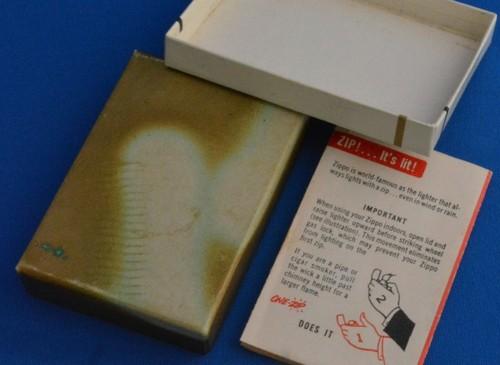 ZIP!... It's lit!
Zippo is world-famous as the lighter that al-
ways lights with a zip . . . even in wind or rain.
IMPORTANT
When using your Zippo indoors, open lid and
raise lighter upward before striking wheel
(see illustration). This movement eliminates
gas lock, which may prevent your Zippo
from lighting on the
first zip.
If you are a pipe or
cigar smoker, pull
the wick a little past
chimney height for a
larger flame.
ONE-ZIP
DOES IT
2
1